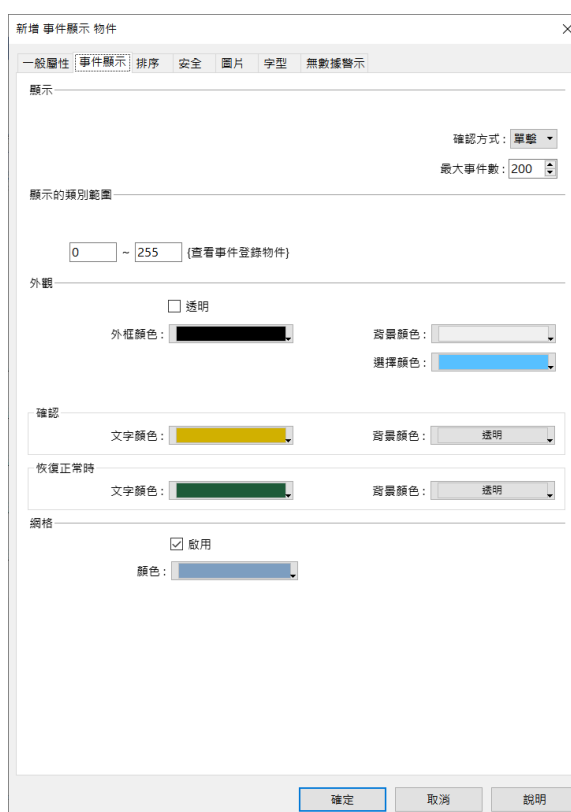 新增 事件顯示 物件
一般屬性 事件顯示 排序 安全 圖片 字型 無數據警示
顯示
確認方式 : 單擊
最大事件數 : 200
顯示的類別範圍
0 ~ 255 {查看事件登錄物件}
外觀
透明
外框顏色 : 背景顏色 :
選擇顏色 :
確認
文字顏色 : 背景顏色 : 透明
恢復正常時
文字顏色 : 背景顏色 : 透明
網格
啟用
顏色 :
確定 取消 說明